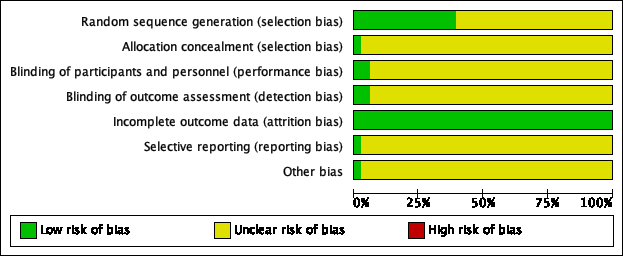 Random sequence generation (selection bias)
Allocation concealment (selection bias)
Blinding of participants and personnel (performance bias)
Blinding of outcome assessment (detection bias)
Incomplete outcome data (attrition bias)
Selective reporting (reporting bias)
Other bias
0% 25% 50% 75% 100%
Low risk of bias Unclear risk of bias High risk of bias